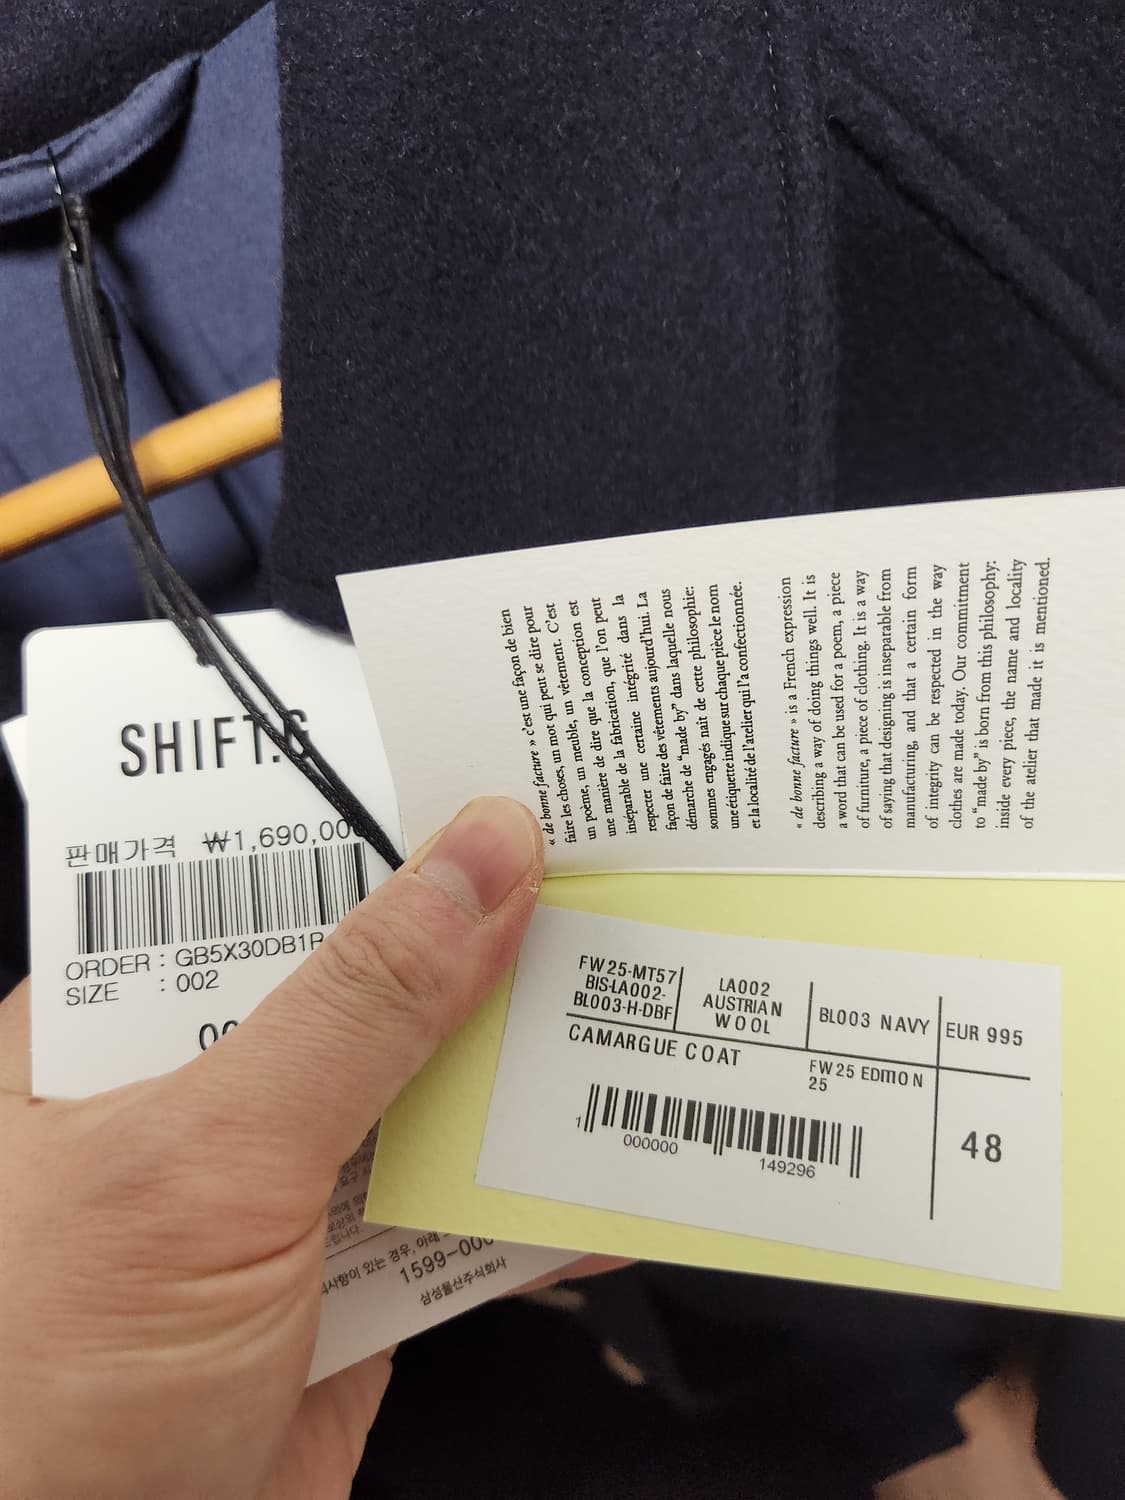 SHIFT.G
판매가격 ₩1,690,00
ORDER : GB5X30DB1R
SIZE : 002
« de bonne facture » c'est une façon de bien
faire les choses, un mot qui peut se dire pour
un poème, un meuble, un vêtement. C'est
une manière de dire que la conception est
inséparable de la fabrication, que l'on peut
respecter une certaine intégrité dans la
façon de faire des vêtements aujourd'hui. La
démarche de "made by" dans laquelle nous
sommes engagés naît de cette philosophie:
une étiquette indique sur chaque pièce le nom
et la localité de l'atelier qui l'a confectionnée.
« de bonne facture » is a French expression
describing a way of doing things well. It is
a word that can be used for a poem, a piece
of furniture, a piece of clothing. It is a way
of saying that designing is inseparable from
manufacturing, and that a certain form
of integrity can be respected in the way
clothes are made today. Our commitment
to "made by" is born from this philosophy:
inside every piece, the name and locality
of the atelier that made it is mentioned.
FW25-MT57
BIS-LA002-
BL003-H-DBF
LA002
AUSTRIAN
WOOL
BL003 NAVY
EUR 995
CAMARGUE COAT
FW25 EDITION
25
48
1 000000 149296
있는 경우, 아래
1599-00
삼성물산주식회사